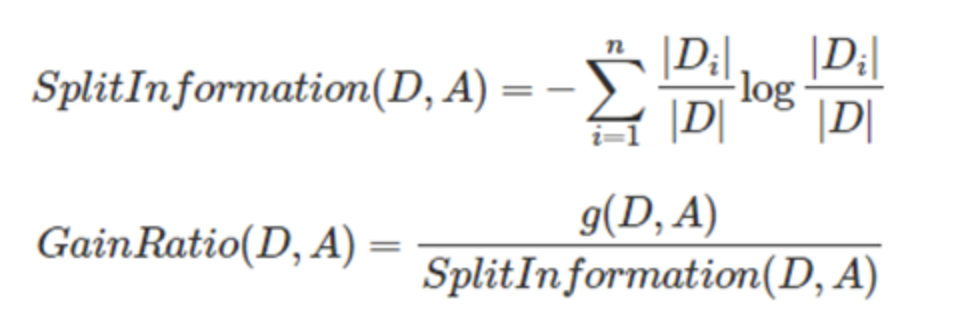 $SplitInformation(D, A) = -\sum_{i=1}^{n} \frac{|D_i|}{|D|} \log \frac{|D_i|}{|D|}$
$GainRatio(D, A) = \frac{g(D, A)}{SplitInformation(D, A)}$